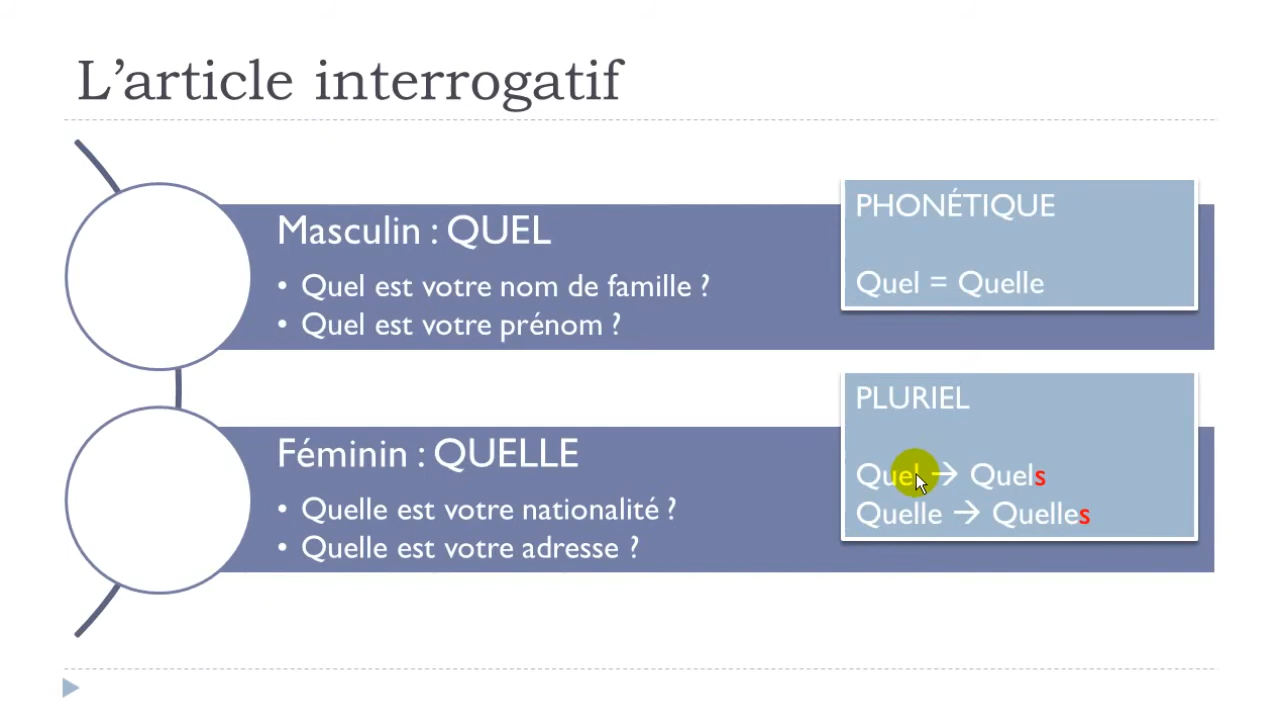 L’article interrogatif
Masculin : QUEL
• Quel est votre nom de famille ?
• Quel est votre prénom ?
PHONÉTIQUE
Quel = Quelle
Féminin : QUELLE
• Quelle est votre nationalité ?
• Quelle est votre adresse ?
PLURIEL
Quel → Quels
Quelle → Quelles